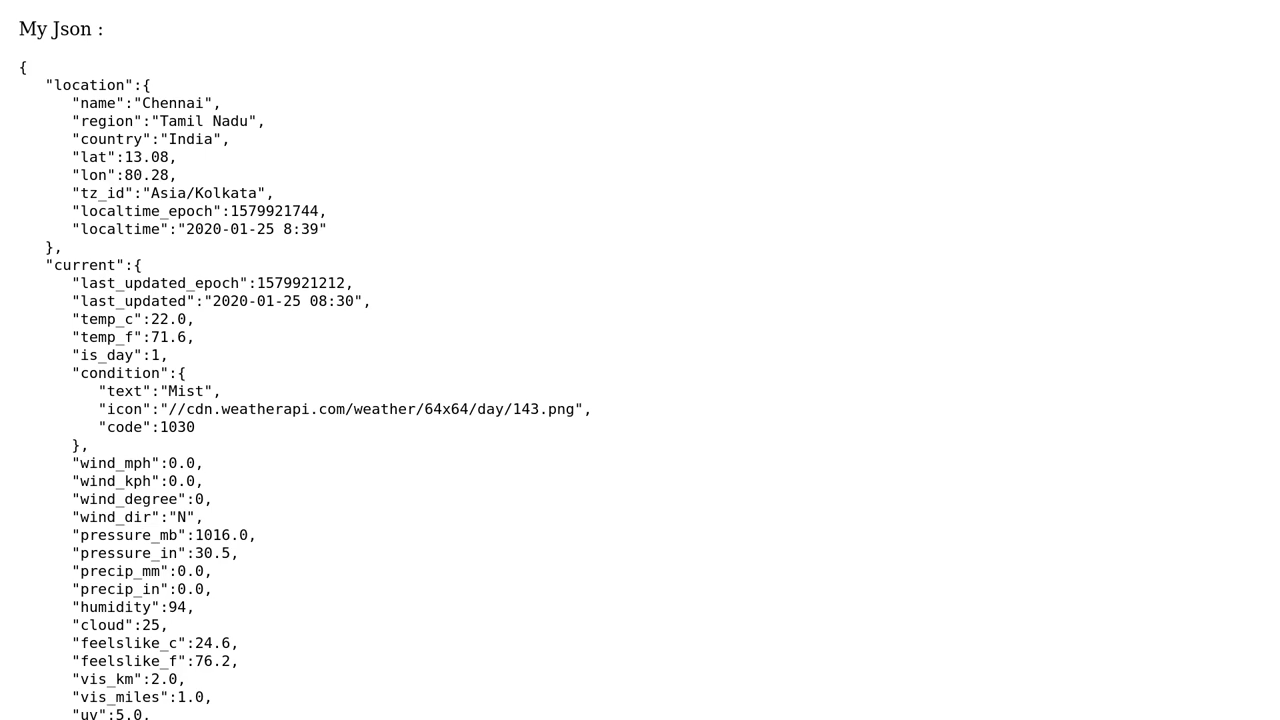 My Json :
{
   "location":{
      "name":"Chennai",
      "region":"Tamil Nadu",
      "country":"India",
      "lat":13.08,
      "lon":80.28,
      "tz_id":"Asia/Kolkata",
      "localtime_epoch":1579921744,
      "localtime":"2020-01-25 8:39"
   },
   "current":{
      "last_updated_epoch":1579921212,
      "last_updated":"2020-01-25 08:30",
      "temp_c":22.0,
      "temp_f":71.6,
      "is_day":1,
      "condition":{
         "text":"Mist",
         "icon":"//cdn.weatherapi.com/weather/64x64/day/143.png",
         "code":1030
      },
      "wind_mph":0.0,
      "wind_kph":0.0,
      "wind_degree":0,
      "wind_dir":"N",
      "pressure_mb":1016.0,
      "pressure_in":30.5,
      "precip_mm":0.0,
      "precip_in":0.0,
      "humidity":94,
      "cloud":25,
      "feelslike_c":24.6,
      "feelslike_f":76.2,
      "vis_km":2.0,
      "vis_miles":1.0,
      "uv":5.0,